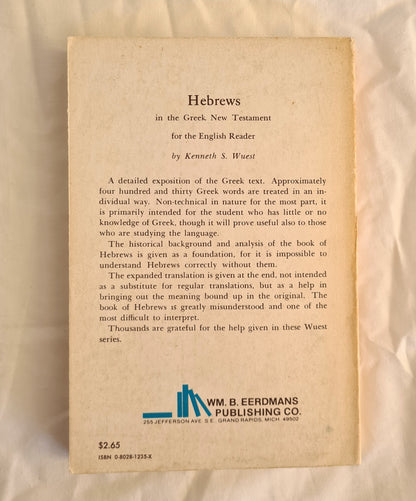 Hebrews
in the Greek New Testament
for the English Reader
by Kenneth S. Wuest
A detailed exposition of the Greek text. Approximately
four hundred and thirty Greek words are treated in an in-
dividual way. Non-technical in nature for the most part, it
is primarily intended for the student who has little or no
knowledge of Greek, though it will prove useful also to those
who are studying the language.
The historical background and analysis of the book of
Hebrews is given as a foundation, for it is impossible to
understand Hebrews correctly without them.
The expanded translation is given at the end, not intended
as a substitute for regular translations, but as a help in
bringing out the meaning bound up in the original. The
book of Hebrews is greatly misunderstood and one of the
most difficult to interpret.
Thousands are grateful for the help given in these Wuest
series.
WM. B. EERDMANS
PUBLISHING CO.
255 JEFFERSON AVE. S.E. GRAND RAPIDS, MICH. 49502
$2.65
ISBN 0-8028-1235-X